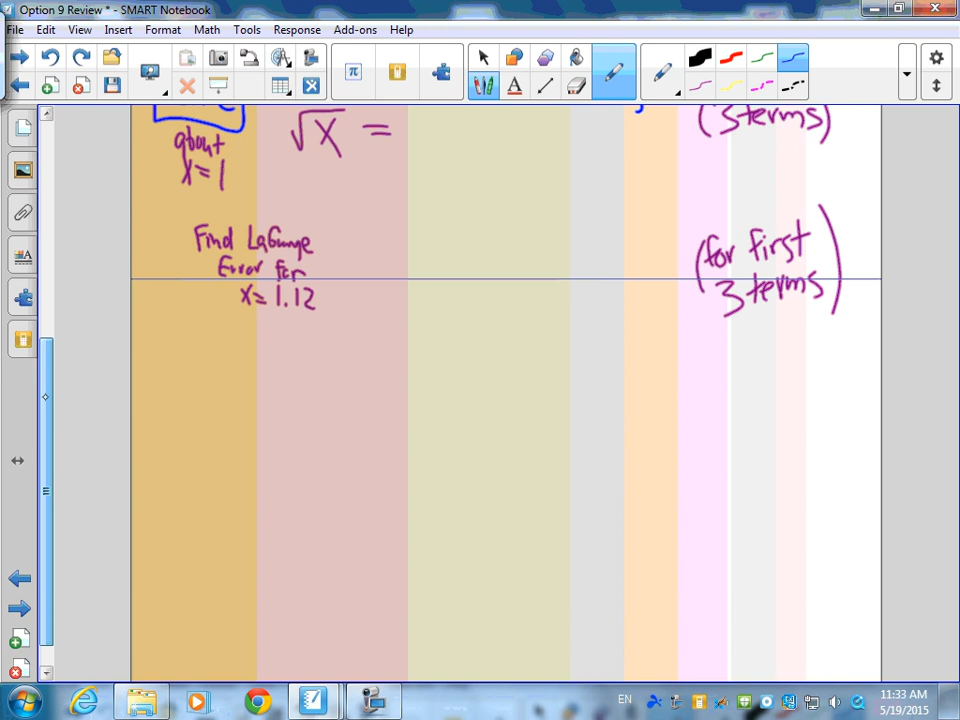 Option 9 Review * - SMART Notebook
File Edit View Insert Format Math Tools Response Add-ons Help
about
x=1
√x =
(3 terms)
Find LaGrange
Error for
x= 1.12
(for first
3 terms)
EN
11:33 AM
5/19/2015